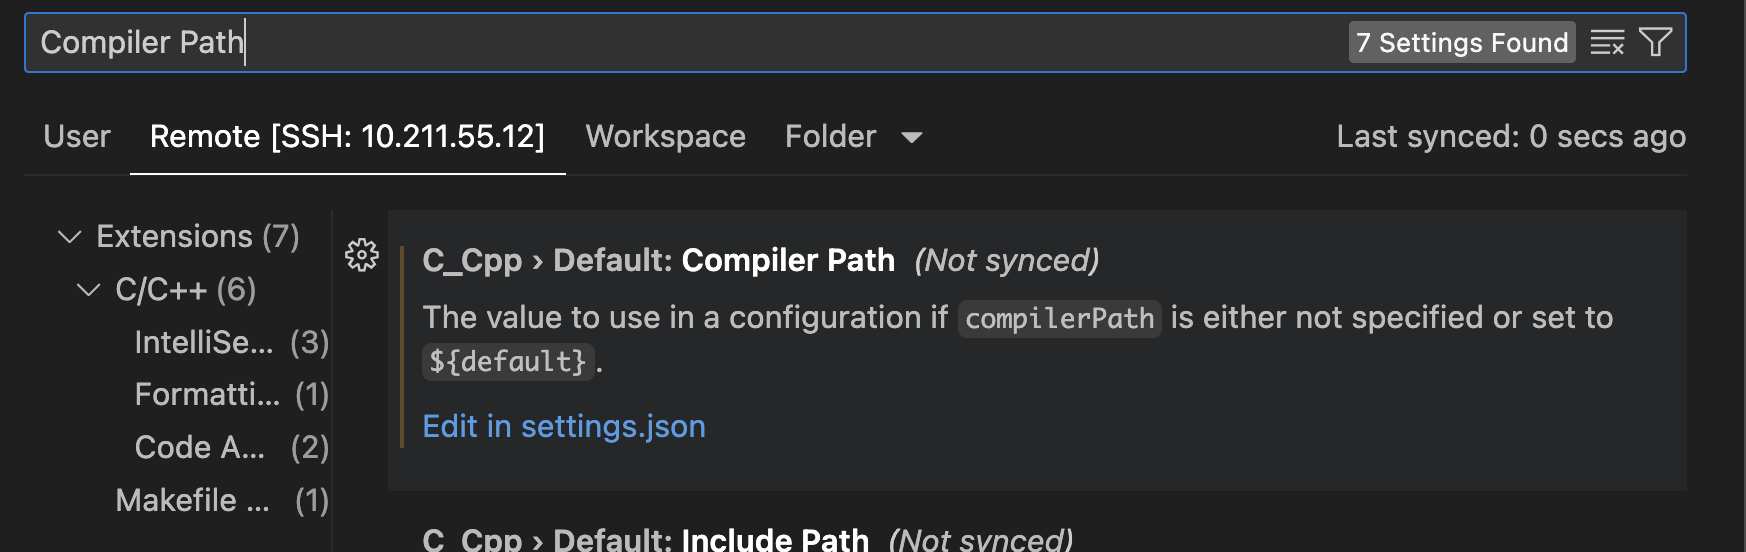 Compiler Path
7 Settings Found
User Remote [SSH: 10.211.55.12] Workspace Folder
Last synced: 0 secs ago
Extensions (7)
C/C++ (6)
IntelliSe... (3)
Formatti... (1)
Code A... (2)
Makefile ... (1)
C_Cpp › Default: Compiler Path (Not synced)
The value to use in a configuration if compilerPath is either not specified or set to
${default}.
Edit in settings.json
C_Cpp › Default: Include Path (Not synced)